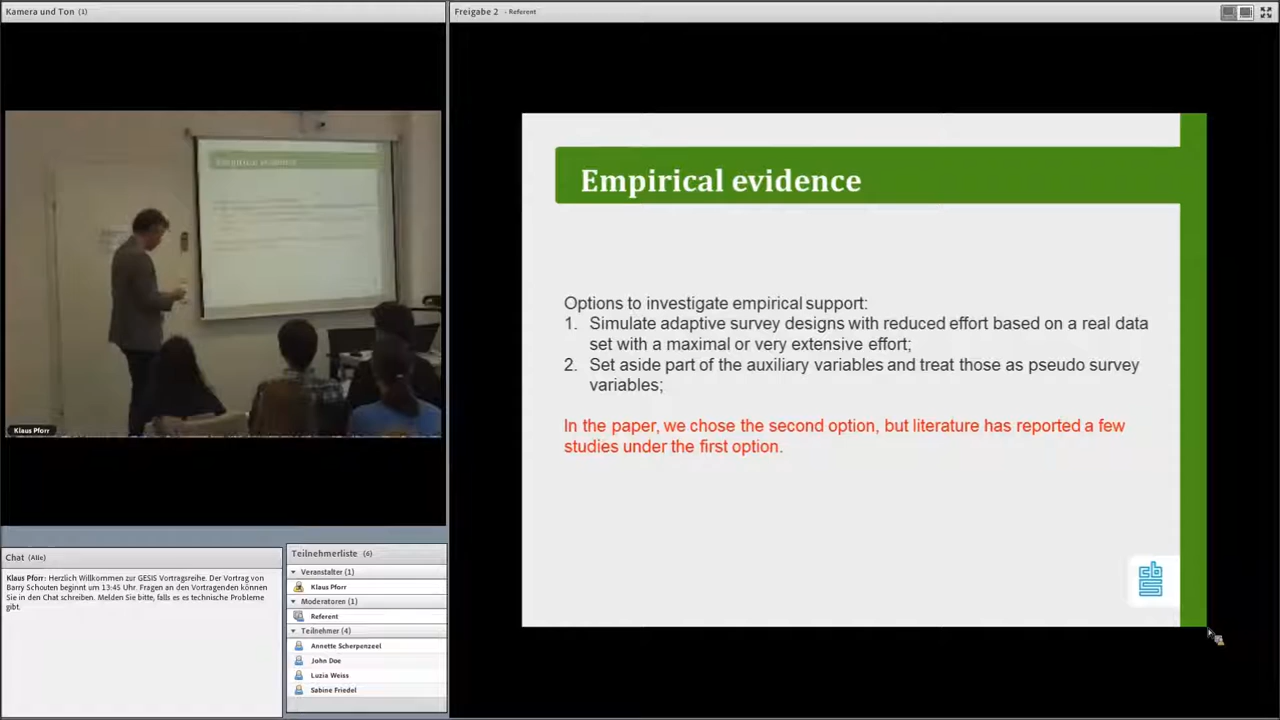 Kamera und Ton (1)
Empirical evidence
Klaus Pforr
Chat (Alle)
Klaus Pforr: Herzlich Willkommen zur GESIS Vortragsreihe. Der Vortrag von
Barry Schouten beginnt um 13:45 Uhr. Fragen an den Vortragenden können
Sie in den Chat schreiben. Melden Sie bitte, falls es es technische Probleme
gibt.
Teilnehmerliste (6)
Veranstalter (1)
Klaus Pforr
Moderatoren (1)
Referent
Teilnehmer (4)
Annette Scherpenzeel
John Doe
Luzia Weiss
Sabine Friedel
Freigabe 2 - Referent
Empirical evidence
Options to investigate empirical support:
1. Simulate adaptive survey designs with reduced effort based on a real data
set with a maximal or very extensive effort;
2. Set aside part of the auxiliary variables and treat those as pseudo survey
variables;
In the paper, we chose the second option, but literature has reported a few
studies under the first option.
cbs